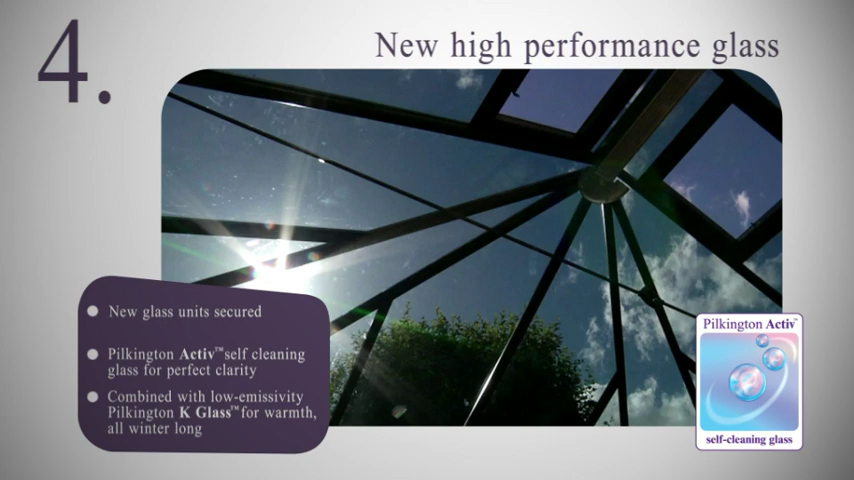 4.
New high performance glass
New glass units secured
Pilkington Activ™ self cleaning
glass for perfect clarity
Combined with low-emissivity
Pilkington K Glass™ for warmth,
all winter long
Pilkington Activ™
self-cleaning glass